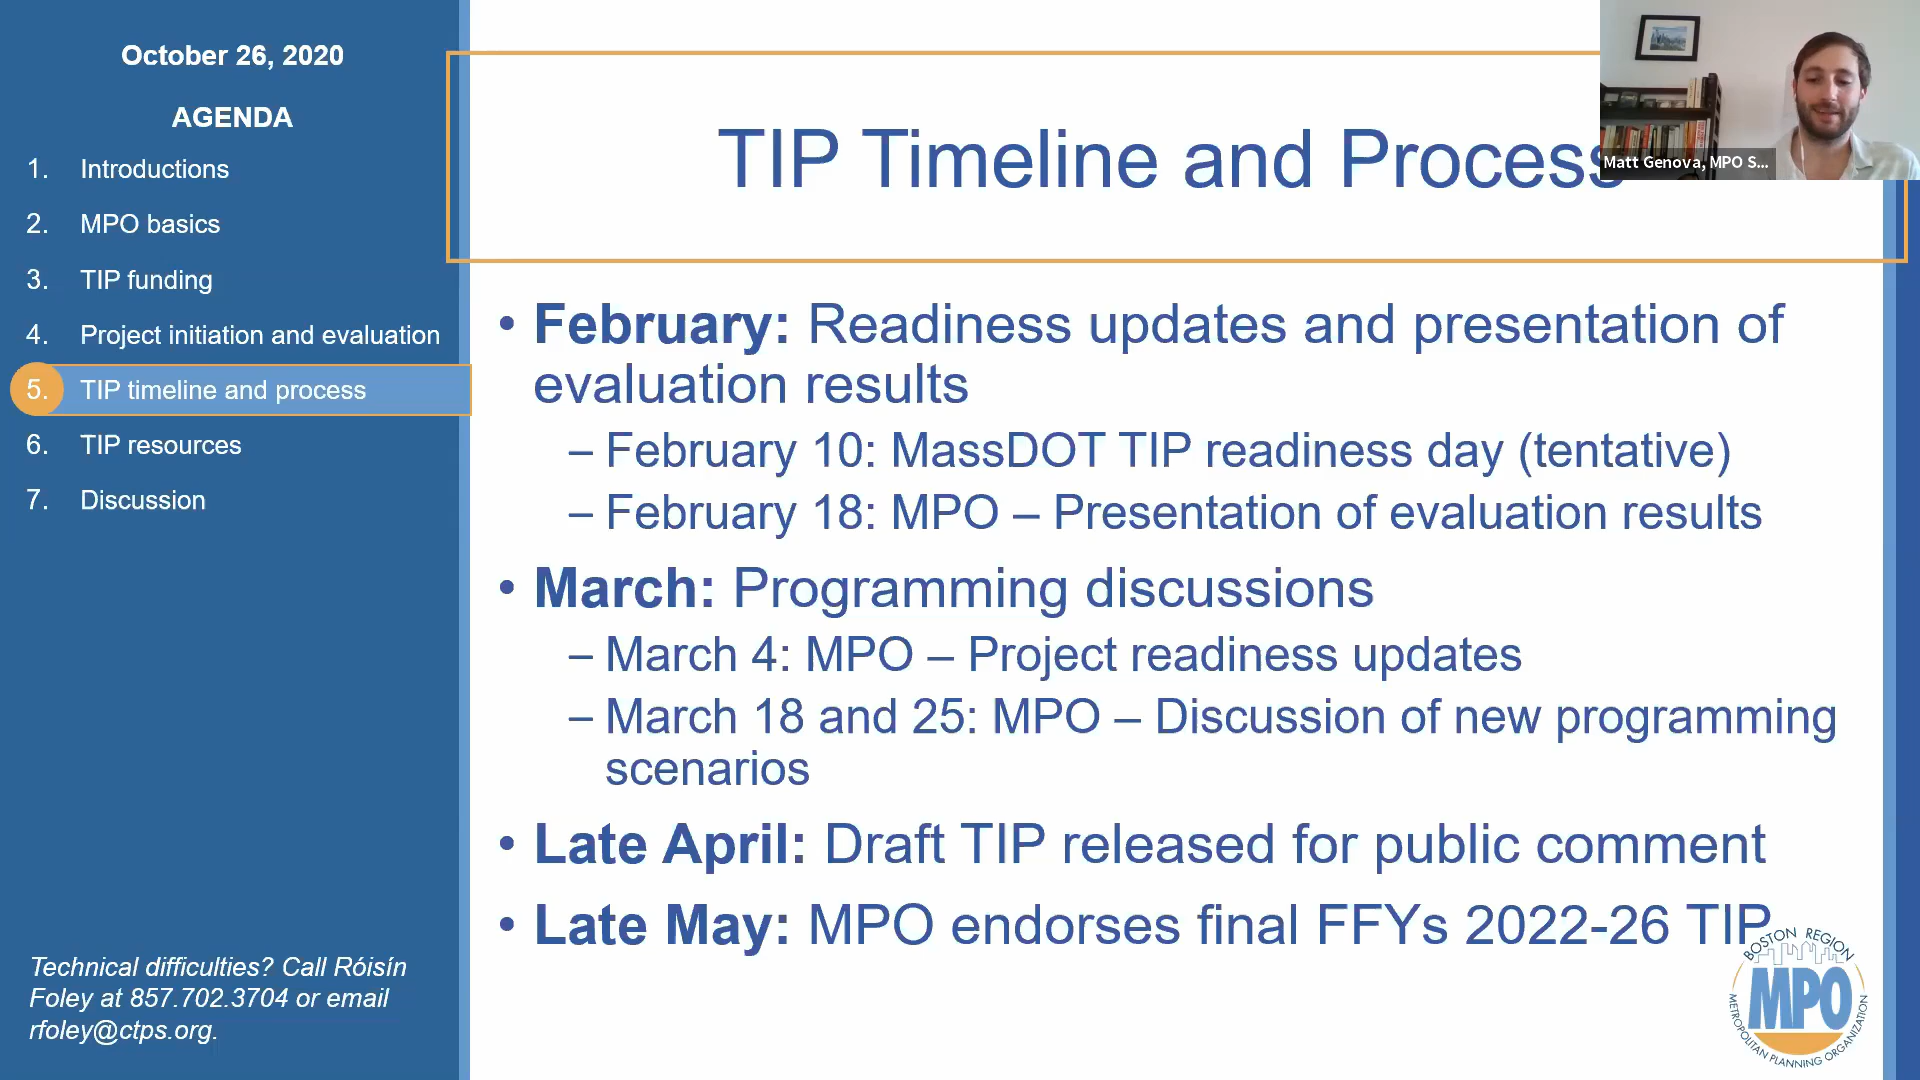 October 26, 2020
AGENDA
1. Introductions
2. MPO basics
3. TIP funding
4. Project initiation and evaluation
5. TIP timeline and process
6. TIP resources
7. Discussion
Technical difficulties? Call Róisín
Foley at 857.702.3704 or email
rfoley@ctps.org.
TIP Timeline and Process
Matt Genova, MPO S...
• February: Readiness updates and presentation of
evaluation results
– February 10: MassDOT TIP readiness day (tentative)
– February 18: MPO – Presentation of evaluation results
• March: Programming discussions
– March 4: MPO – Project readiness updates
– March 18 and 25: MPO – Discussion of new programming
scenarios
• Late April: Draft TIP released for public comment
• Late May: MPO endorses final FFYs 2022-26 TIP
BOSTON REGION
MPO
METROPOLITAN PLANNING ORGANIZATION